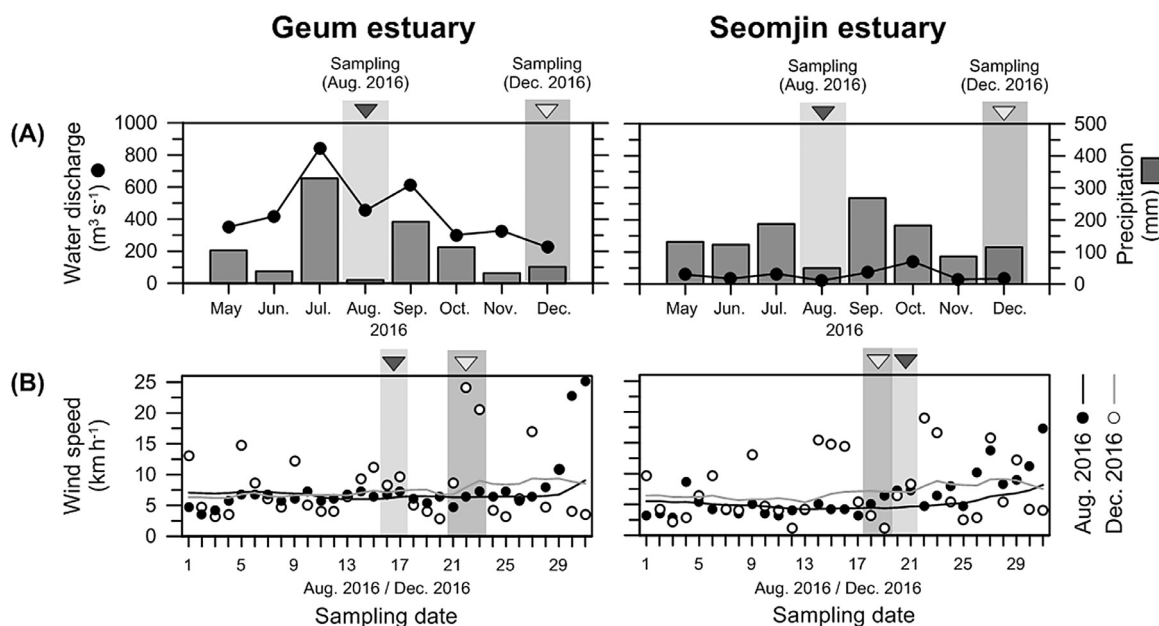 Geum estuary
Seomjin estuary
Sampling
(Aug. 2016)
Sampling
(Dec. 2016)
Sampling
(Aug. 2016)
Sampling
(Dec. 2016)
(A)
Water discharge
(m³ s⁻¹)
1000
800
600
400
200
0
May Jun. Jul. Aug. Sep. Oct. Nov. Dec.
2016
500
400
300
200
100
0
Precipitation
(mm)
May Jun. Jul. Aug. Sep. Oct. Nov. Dec.
2016
(B)
Wind speed
(km h⁻¹)
25
20
15
10
5
0
1 5 9 13 17 21 25 29
Aug. 2016 / Dec. 2016
Sampling date
1 5 9 13 17 21 25 29
Aug. 2016 / Dec. 2016
Sampling date
Aug. 2016
Dec. 2016